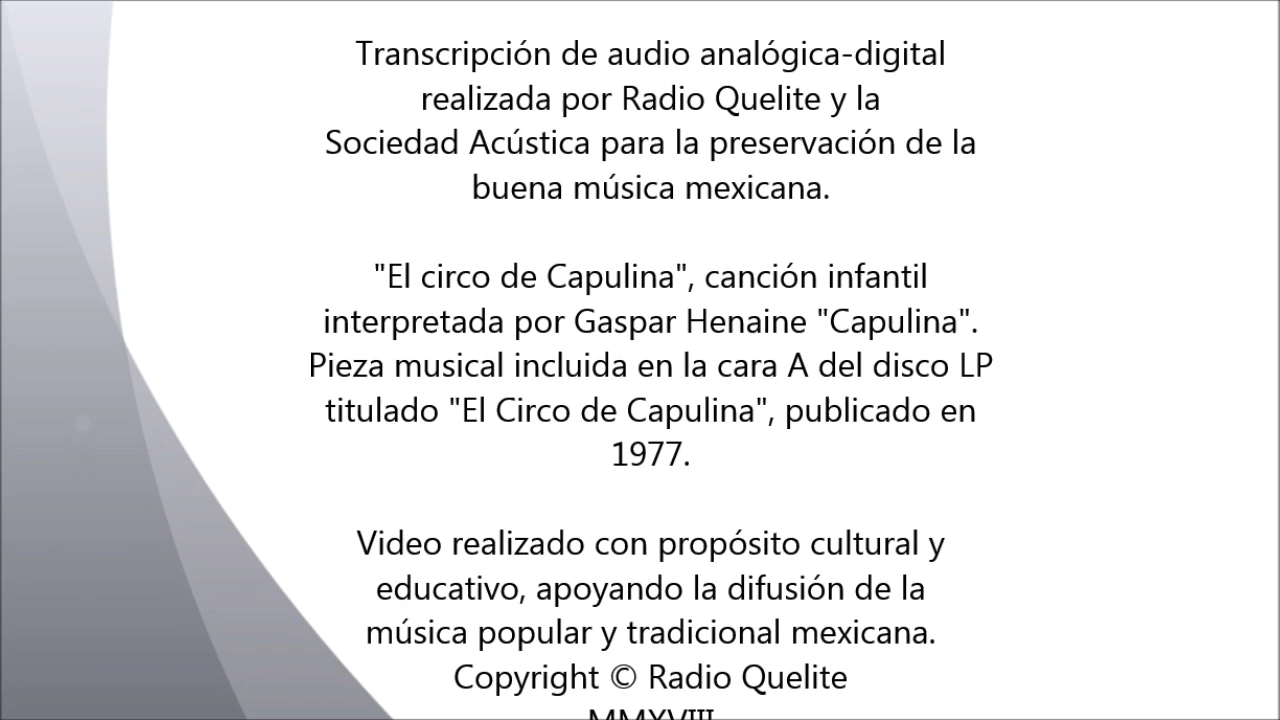 Transcripción de audio analógica-digital
realizada por Radio Quelite y la
Sociedad Acústica para la preservación de la
buena música mexicana.
"El circo de Capulina", canción infantil
interpretada por Gaspar Henaine "Capulina".
Pieza musical incluida en la cara A del disco LP
titulado "El Circo de Capulina", publicado en
1977.
Video realizado con propósito cultural y
educativo, apoyando la difusión de la
música popular y tradicional mexicana.
Copyright © Radio Quelite
MMXVIII